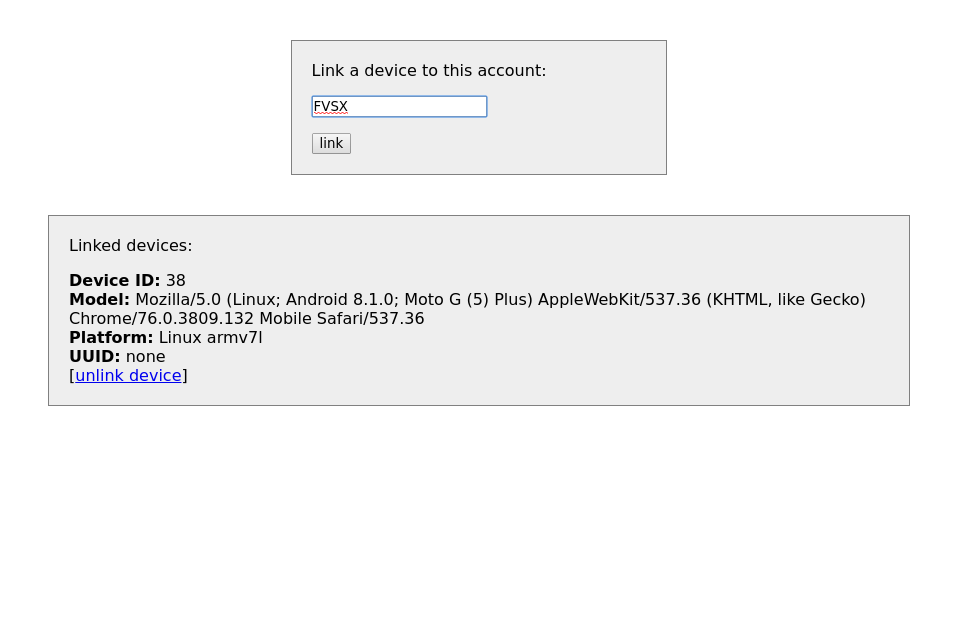 Link a device to this account:
FVSX
link
Linked devices:
Device ID: 38
Model: Mozilla/5.0 (Linux; Android 8.1.0; Moto G (5) Plus) AppleWebKit/537.36 (KHTML, like Gecko)
Chrome/76.0.3809.132 Mobile Safari/537.36
Platform: Linux armv7l
UUID: none
[unlink device]